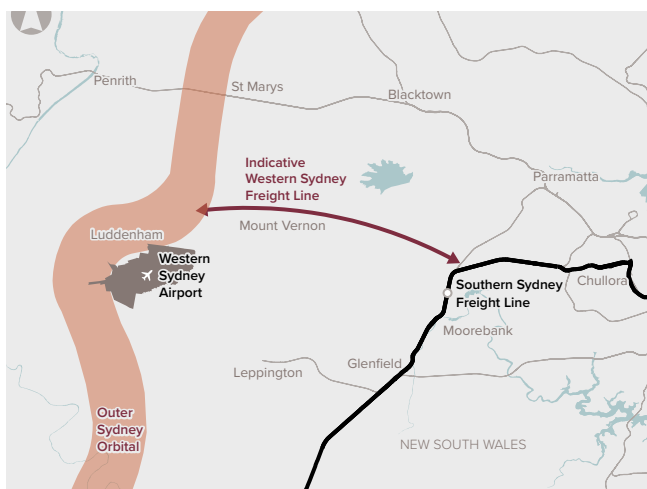 Penrith
St Marys
Blacktown
Indicative
Western Sydney
Freight Line
Parramatta
Mount Vernon
Luddenham
Western
Sydney
Airport
Southern Sydney
Freight Line
Chullora
Moorebank
Glenfield
Leppington
Outer
Sydney
Orbital
NEW SOUTH WALES